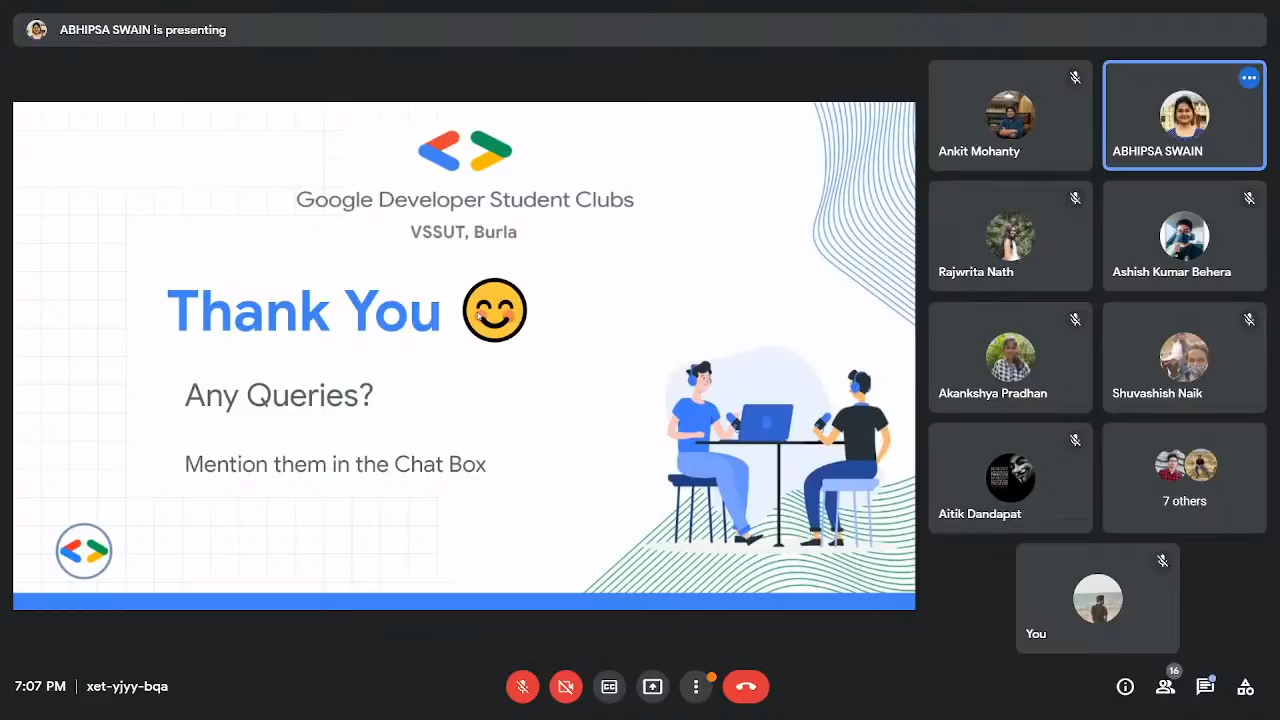 ABHIPSA SWAIN is presenting
Google Developer Student Clubs
VSSUT, Burla
Thank You
Any Queries?
Mention them in the Chat Box
Ankit Mohanty
ABHIPSA SWAIN
Rajwrita Nath
Ashish Kumar Behera
Akankshya Pradhan
Shuvashish Naik
Aitik Dandapat
7 others
You
7:07 PM
xet-yjyy-bqa
16